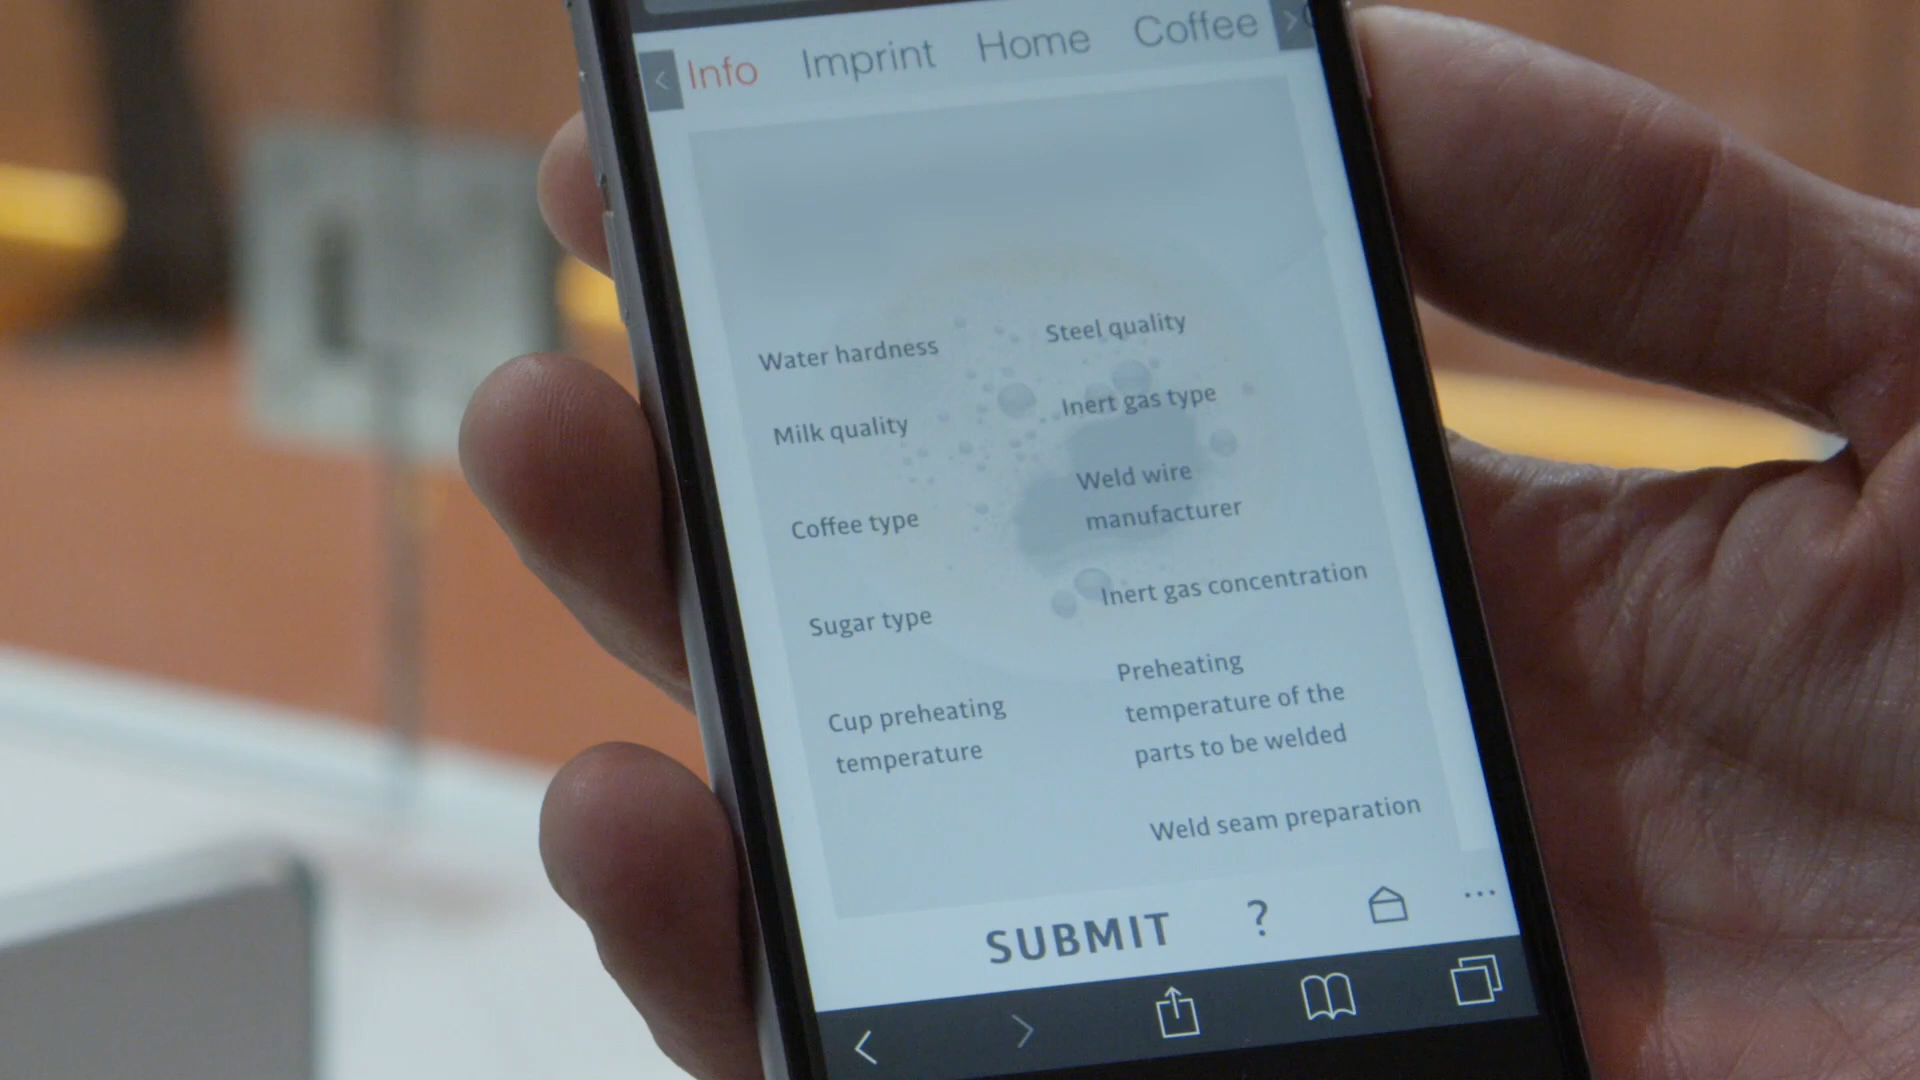 Info Imprint Home Coffee
Water hardness
Milk quality
Coffee type
Sugar type
Cup preheating
temperature
Steel quality
Inert gas type
Weld wire
manufacturer
Inert gas concentration
Preheating
temperature of the
parts to be welded
Weld seam preparation
SUBMIT ? ...